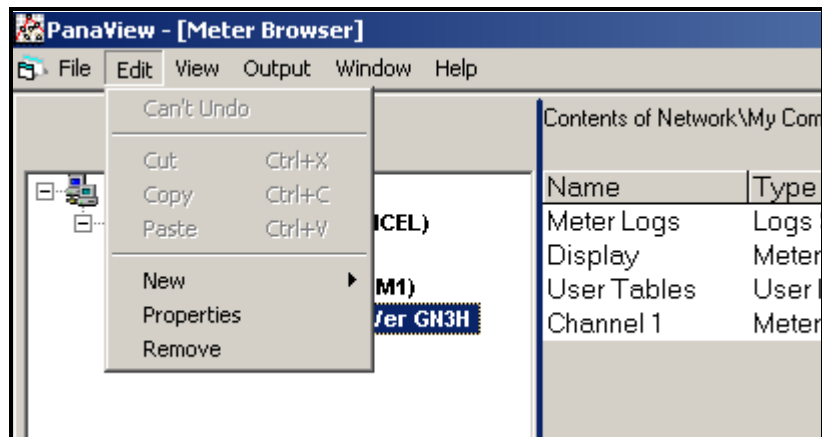 PanaView - [Meter Browser]
File Edit View Output Window Help
Can't Undo
Cut Ctrl+X
Copy Ctrl+C
Paste Ctrl+V
New
Properties
Remove
ICEL)
M1)
Ver GN3H
Contents of Network\My Com
Name Type
Meter Logs Logs
Display Meter
User Tables User
Channel 1 Meter